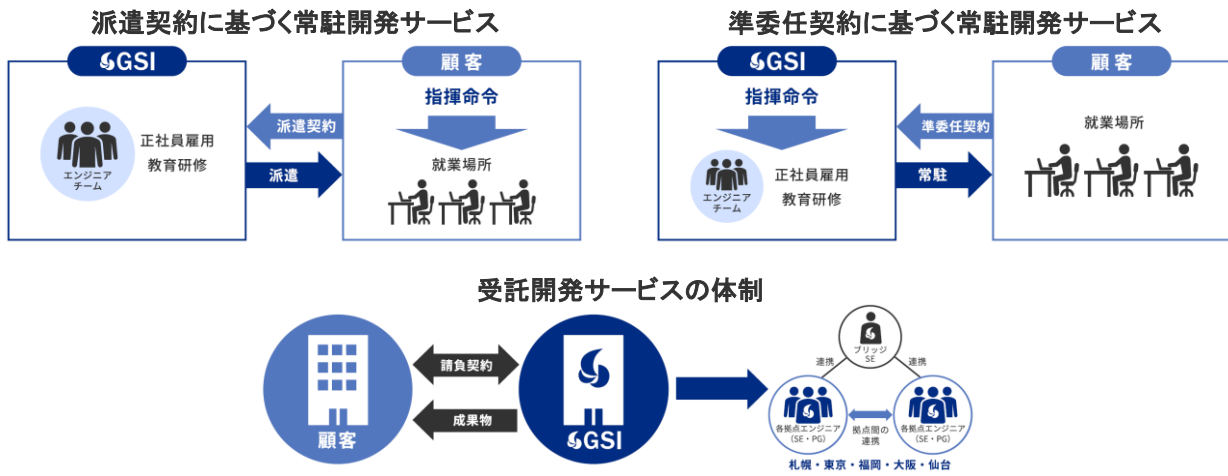 派遣契約に基づく常駐開発サービス
GSI
エンジニア
チーム
正社員雇用
教育研修
派遣契約
派遣
顧客
指揮命令
就業場所
準委任契約に基づく常駐開発サービス
GSI
指揮命令
エンジニア
チーム
正社員雇用
教育研修
準委任契約
常駐
顧客
就業場所
受託開発サービスの体制
顧客
請負契約
成果物
GSI
ブリッジ
SE
連携
連携
各拠点エンジニア
(SE・PG)
拠点間の
連携
各拠点エンジニア
(SE・PG)
札幌・東京・福岡・大阪・仙台